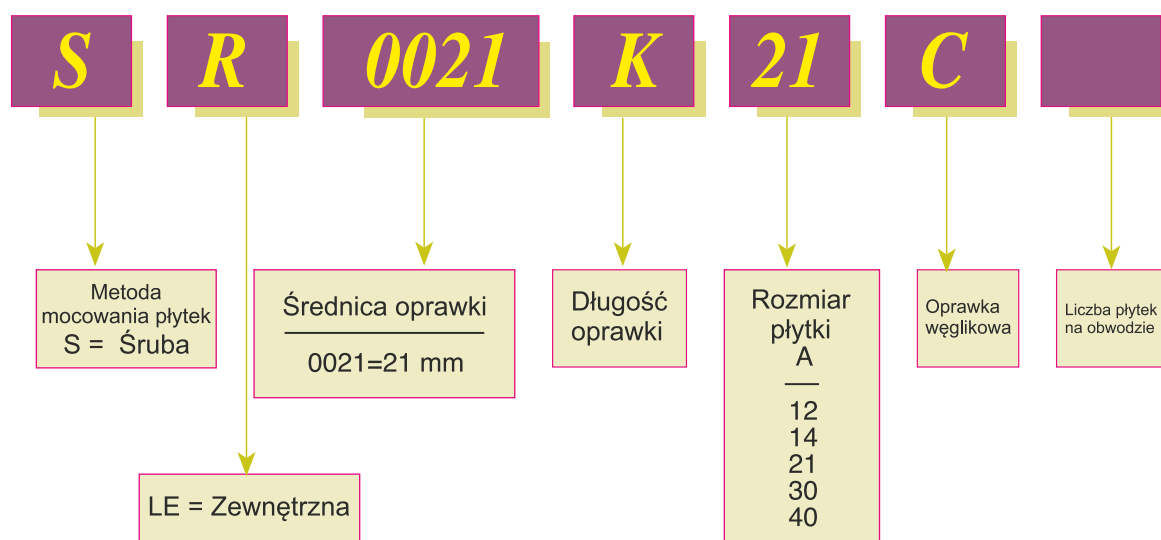 S R 0021 K 21 C
Metoda
mocowania płytek
S = Śruba
LE = Zewnętrzna
Średnica oprawki
0021=21 mm
Długość
oprawki
Rozmiar
płytki
A
12
14
21
30
40
Oprawka
węglikowa
Liczba płytek
na obwodzie